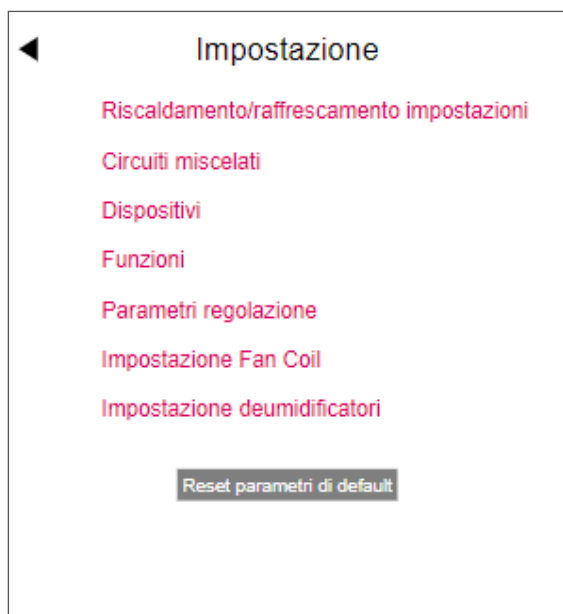 Impostazione
Riscaldamento/raffrescamento impostazioni
Circuiti miscelati
Dispositivi
Funzioni
Parametri regolazione
Impostazione Fan Coil
Impostazione deumidificatori
Reset parametri di default